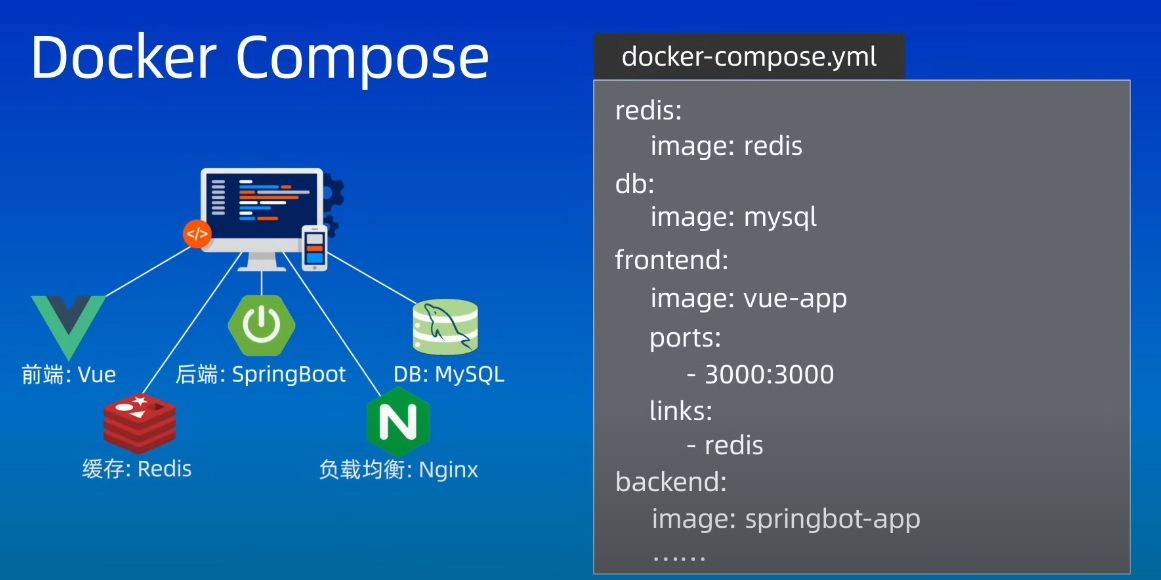 Docker Compose
docker-compose.yml
redis:
image: redis
db:
image: mysql
frontend:
image: vue-app
ports:
- 3000:3000
links:
- redis
backend:
image: springbot-app
......
</>
前端: Vue
后端: SpringBoot
DB: MySQL
N
缓存: Redis
负载均衡: Nginx